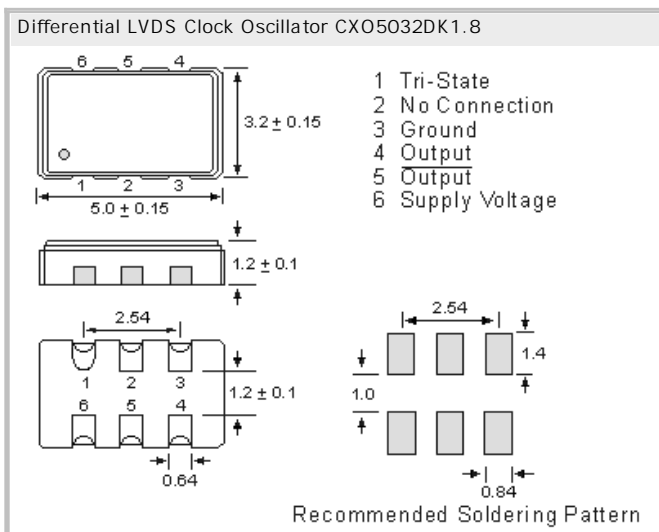 Differential LVDS Clock Oscillator CXO5032DK1.8
6 5 4
1 2 3
3.2 ± 0.15
5.0 ± 0.15
1 Tri-State
2 No Connection
3 Ground
4 Output
5 Output
6 Supply Voltage
1.2 ± 0.1
2.54
1 2 3
6 5 4
1.2 ± 0.1
0.64
2.54
1.4
1.0
0.84
Recommended Soldering Pattern